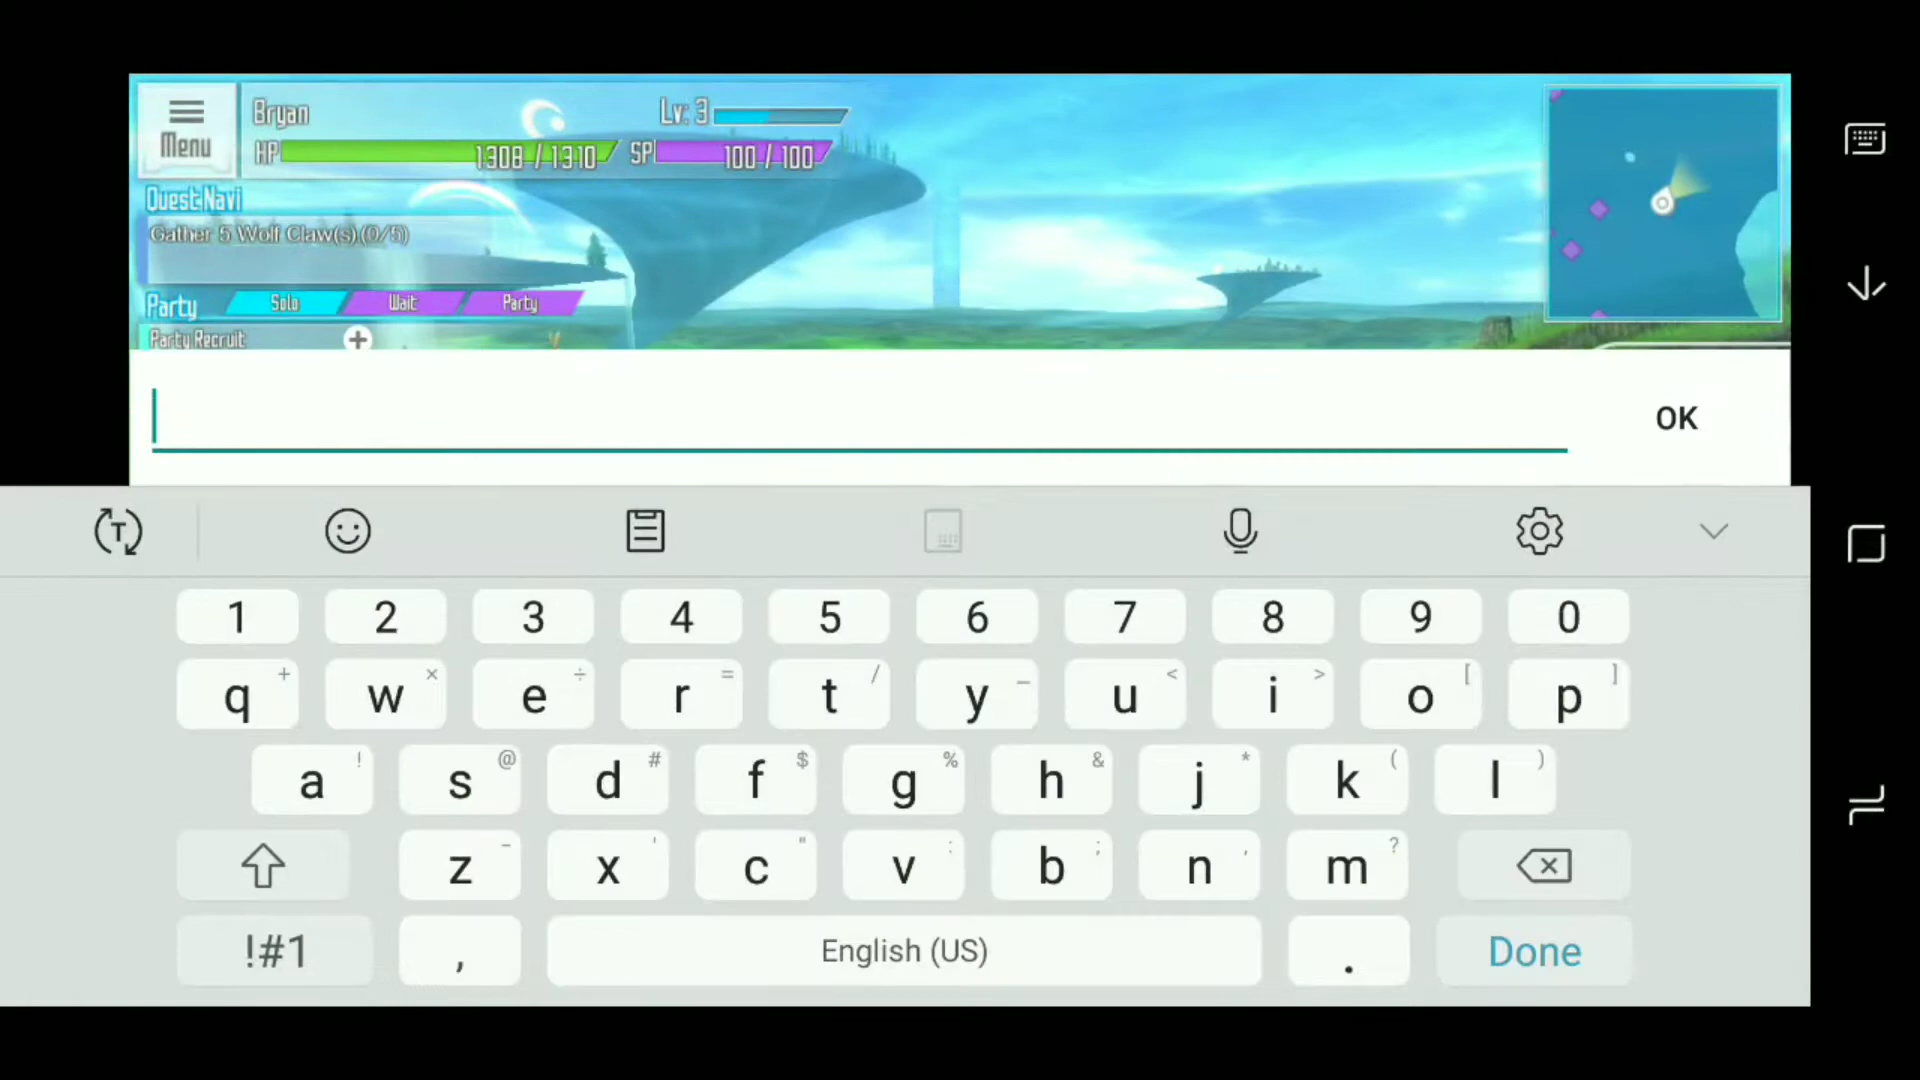 Menu
Bryan
Lv: 3
HP 1308 / 1310 SP 100 / 100
Quest Navi
Gather 5 Wolf Claw(s).(0/5)
Party Solo Wait Party
Party Recruit +
OK
T
1 2 3 4 5 6 7 8 9 0
q + w × e ÷ r = t / y _ u < i > o [ p ]
a ! s @ d # f $ g % h & j * k ( l )
z - x ' c " v : b ; n , m ?
!#1 , English (US) . Done